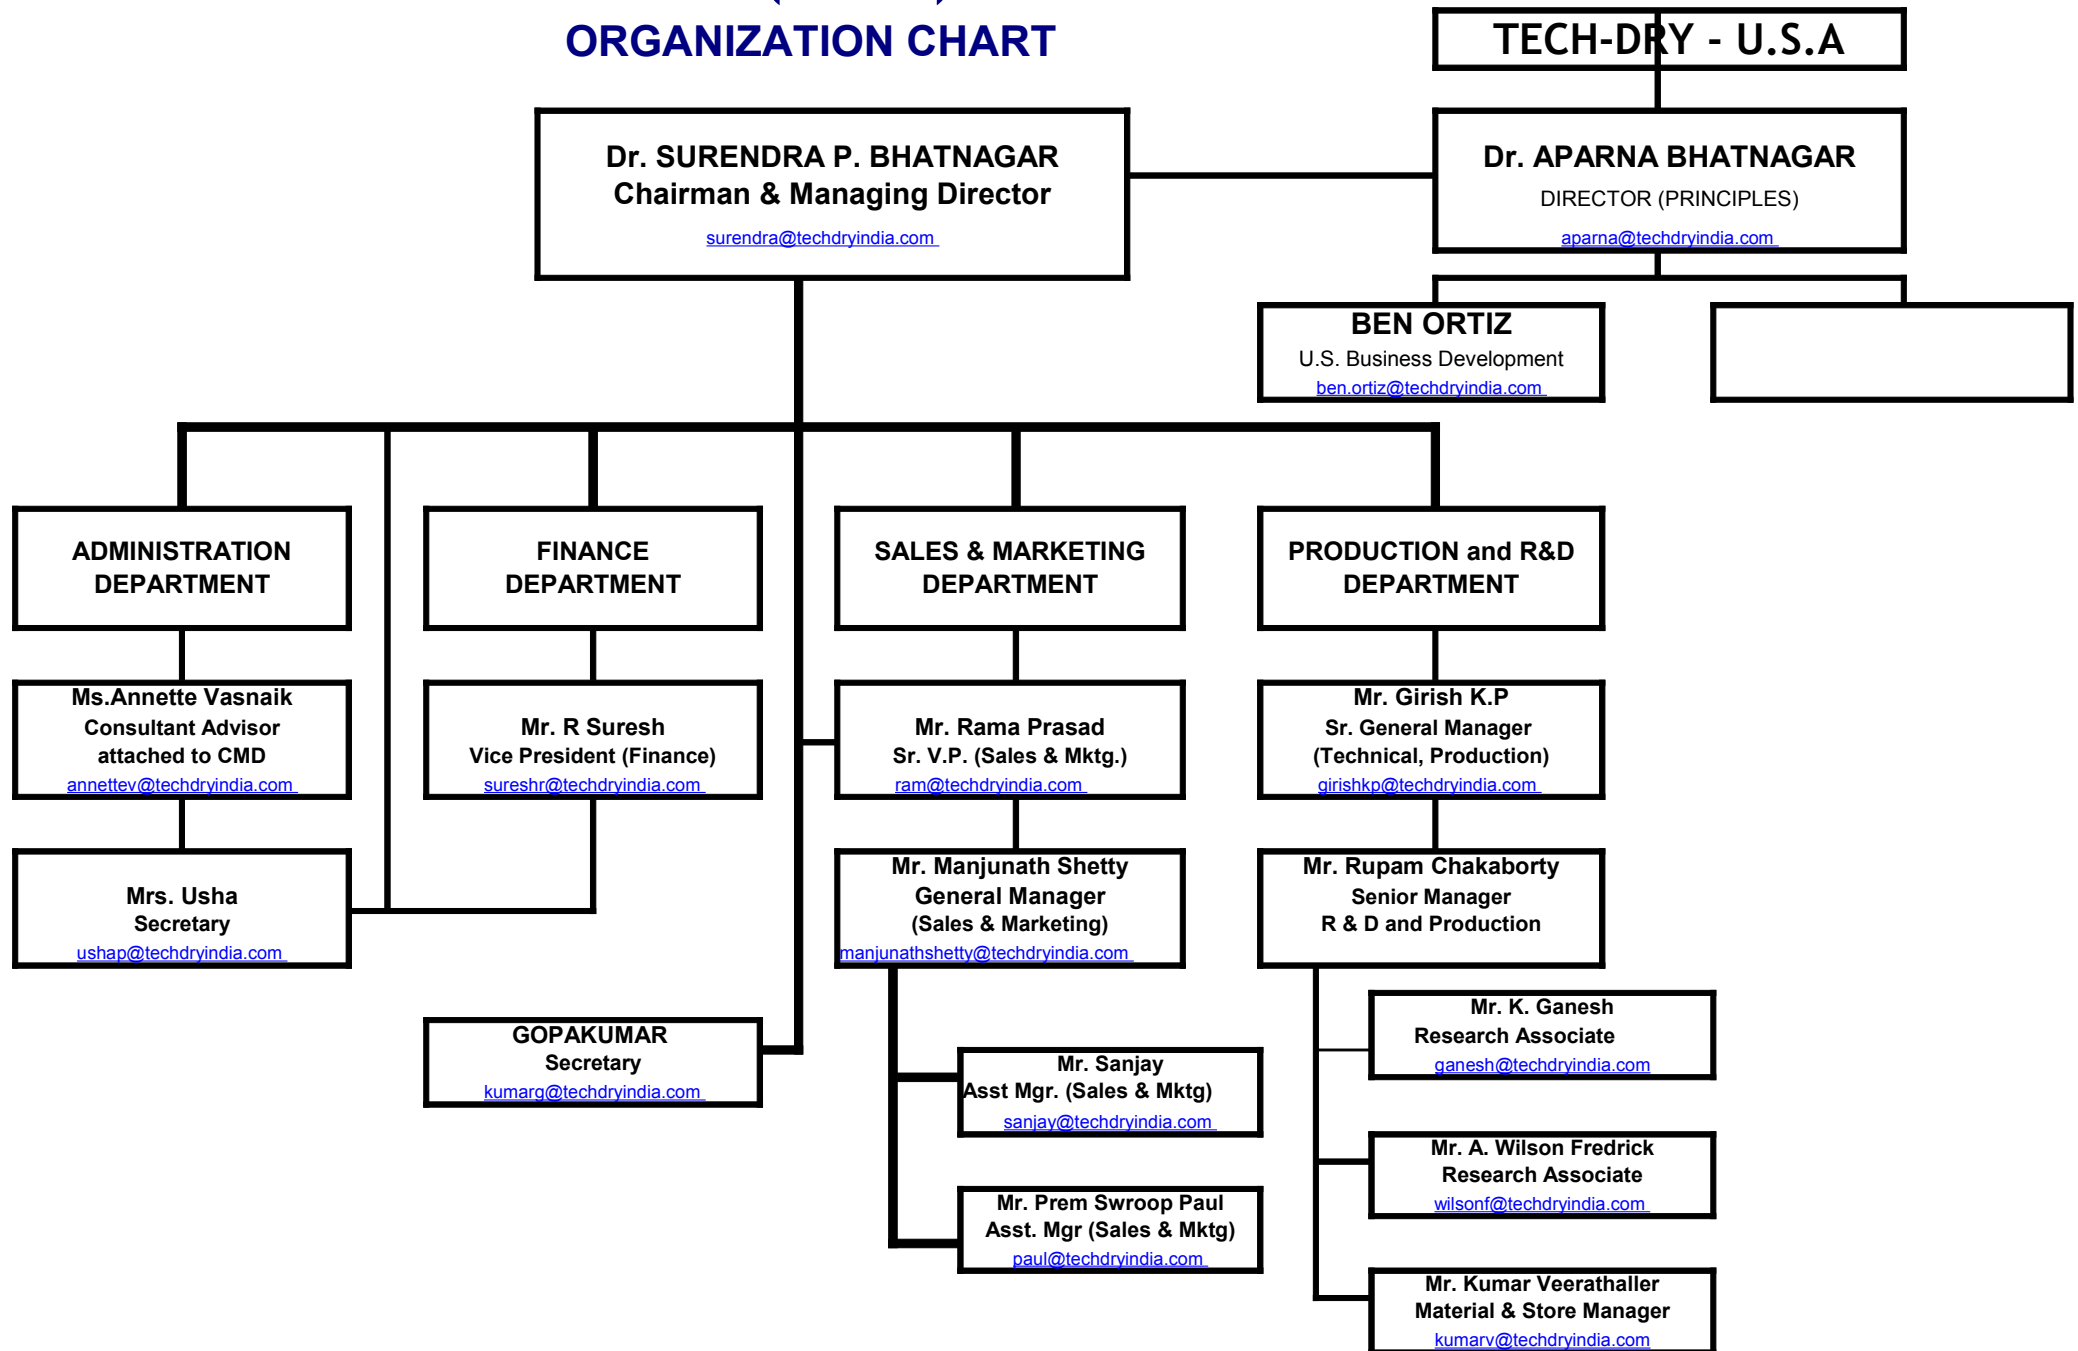 ORGANIZATION CHART
TECH-DRY - U.S.A
Dr. SURENDRA P. BHATNAGAR
Chairman & Managing Director
surendra@techdryindia.com
Dr. APARNA BHATNAGAR
DIRECTOR (PRINCIPLES)
aparna@techdryindia.com
BEN ORTIZ
U.S. Business Development
ben.ortiz@techdryindia.com
ADMINISTRATION
DEPARTMENT
FINANCE
DEPARTMENT
SALES & MARKETING
DEPARTMENT
PRODUCTION and R&D
DEPARTMENT
Ms.Annette Vasnaik
Consultant Advisor
attached to CMD
annettev@techdryindia.com
Mr. R Suresh
Vice President (Finance)
sureshr@techdryindia.com
Mr. Rama Prasad
Sr. V.P. (Sales & Mktg.)
ram@techdryindia.com
Mr. Girish K.P
Sr. General Manager
(Technical, Production)
girishkp@techdryindia.com
Mrs. Usha
Secretary
ushap@techdryindia.com
Mr. Manjunath Shetty
General Manager
(Sales & Marketing)
manjunathshetty@techdryindia.com
Mr. Rupam Chakaborty
Senior Manager
R & D and Production
GOPAKUMAR
Secretary
kumarg@techdryindia.com
Mr. Sanjay
Asst Mgr. (Sales & Mktg)
sanjay@techdryindia.com
Mr. Prem Swroop Paul
Asst. Mgr (Sales & Mktg)
paul@techdryindia.com
Mr. K. Ganesh
Research Associate
ganesh@techdryindia.com
Mr. A. Wilson Fredrick
Research Associate
wilsonf@techdryindia.com
Mr. Kumar Veerathaller
Material & Store Manager
kumarv@techdryindia.com